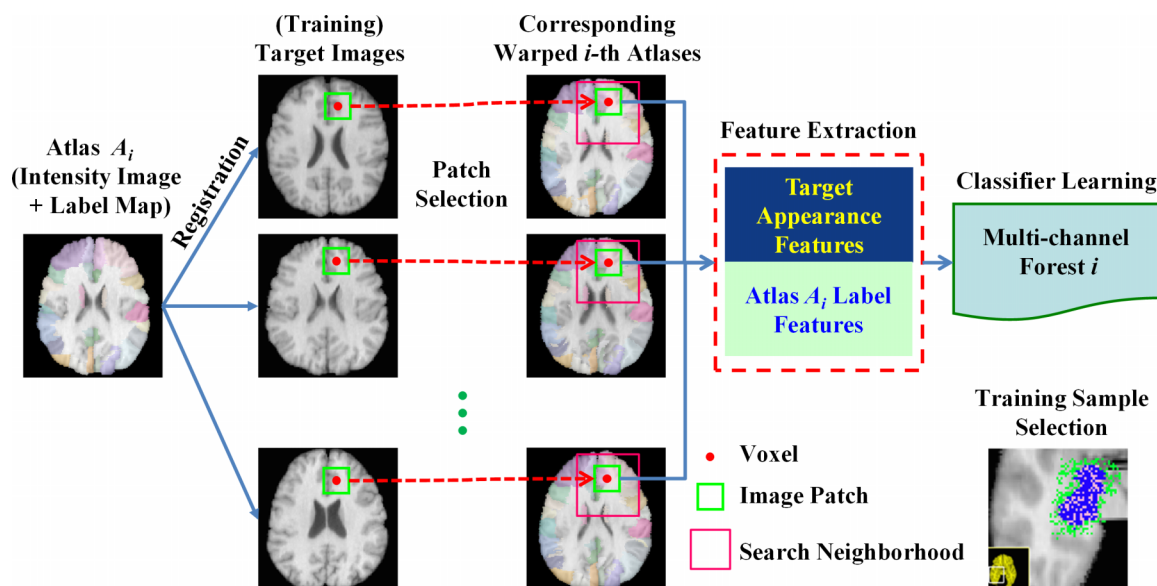 (Training)
Target Images
Corresponding
Warped i-th Atlases
Atlas A_i
(Intensity Image
+ Label Map)
Registration
Patch
Selection
Feature Extraction
Target
Appearance
Features
Atlas A_i Label
Features
Classifier Learning
Multi-channel
Forest i
Training Sample
Selection
Voxel
Image Patch
Search Neighborhood